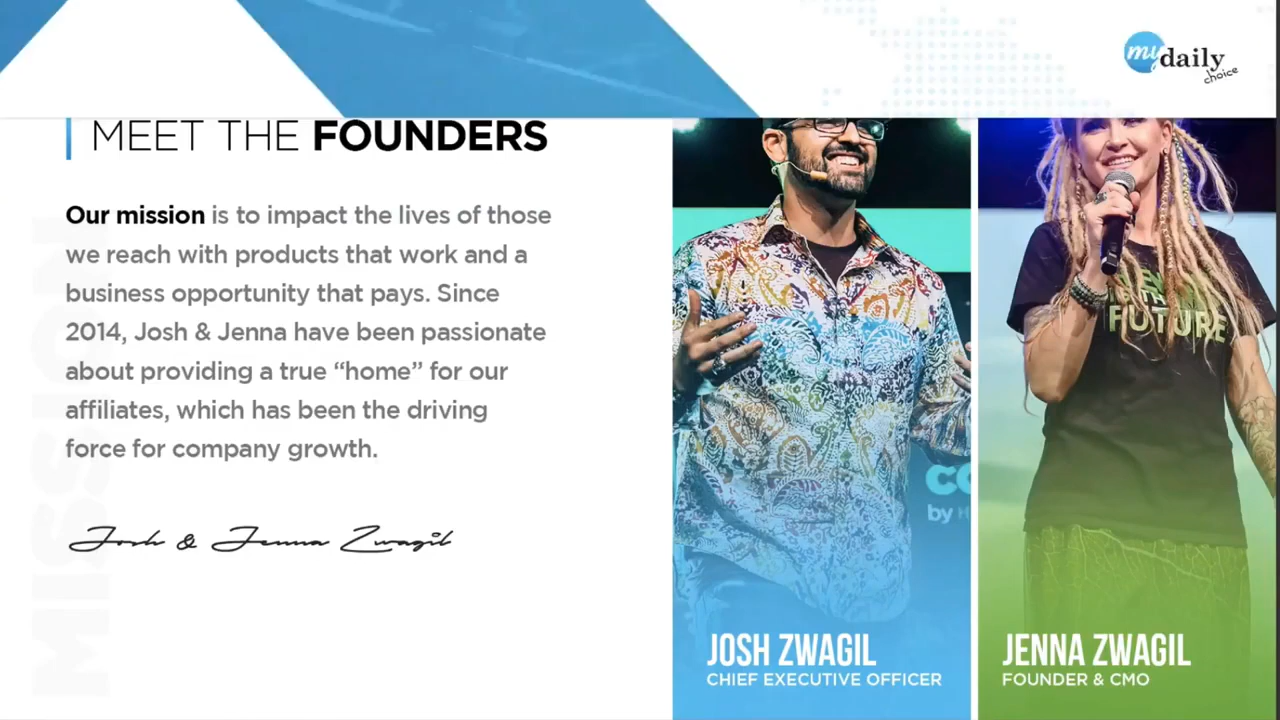 my daily
choice
MEET THE FOUNDERS
Our mission is to impact the lives of those
we reach with products that work and a
business opportunity that pays. Since
2014, Josh & Jenna have been passionate
about providing a true “home” for our
affiliates, which has been the driving
force for company growth.
Josh & Jenna Zwagil
MISSION
FUTURE
by
JOSH ZWAGIL
CHIEF EXECUTIVE OFFICER
JENNA ZWAGIL
FOUNDER & CMO